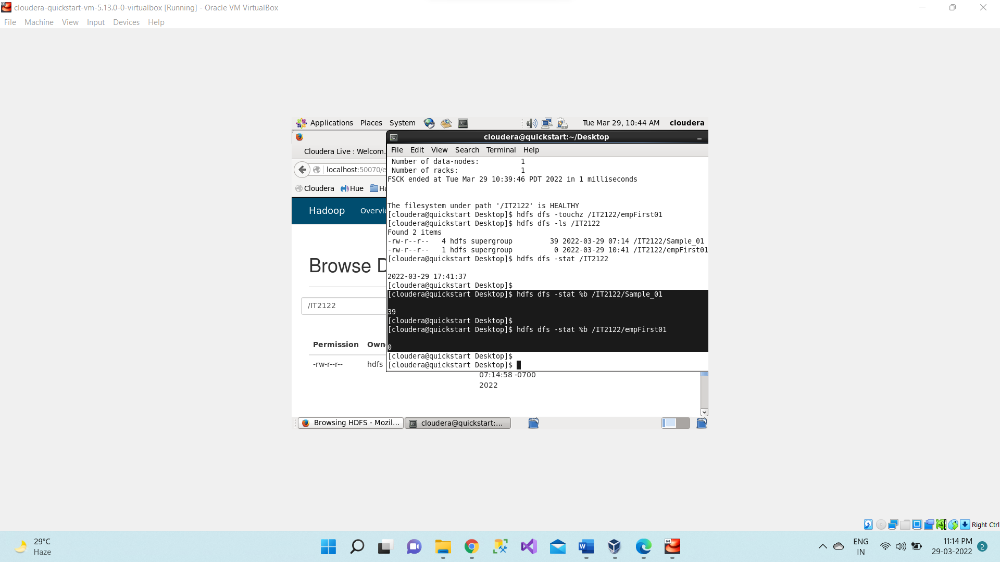 cloudera-quickstart-vm-5.13.0-0-virtualbox [Running] - Oracle VM VirtualBox
File Machine View Input Devices Help
Applications Places System Tue Mar 29, 10:44 AM cloudera
cloudera@quickstart:~/Desktop
Cloudera Live : Welcom.
File Edit View Search Terminal Help
localhost:50070/e
Cloudera Hue Ha
Hadoop Overvie
Browse D
/IT2122
Permission Own
-rw-r--r-- hdfs
07:14:58 -0700
2022
Number of data-nodes: 1
Number of racks: 1
FSCK ended at Tue Mar 29 10:39:46 PDT 2022 in 1 milliseconds
The filesystem under path '/IT2122' is HEALTHY
[cloudera@quickstart Desktop]$ hdfs dfs -touchz /IT2122/empFirst01
[cloudera@quickstart Desktop]$ hdfs dfs -ls /IT2122
Found 2 items
-rw-r--r-- 4 hdfs supergroup 39 2022-03-29 07:14 /IT2122/Sample_01
-rw-r--r-- 1 hdfs supergroup 0 2022-03-29 10:41 /IT2122/empFirst01
[cloudera@quickstart Desktop]$ hdfs dfs -stat /IT2122
2022-03-29 17:41:37
[cloudera@quickstart Desktop]$
[cloudera@quickstart Desktop]$ hdfs dfs -stat %b /IT2122/Sample_01
39
[cloudera@quickstart Desktop]$
[cloudera@quickstart Desktop]$ hdfs dfs -stat %b /IT2122/empFirst01
0
[cloudera@quickstart Desktop]$
[cloudera@quickstart Desktop]$
Browsing HDFS - Mozil... cloudera@quickstart:...
Right Ctrl
29°C
Haze
ENG
IN
11:14 PM
29-03-2022
2